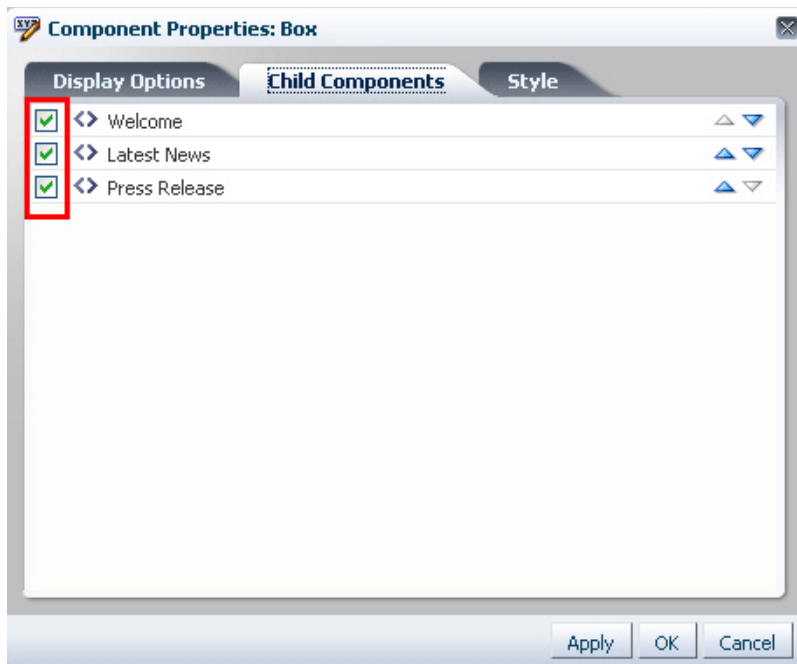 Component Properties: Box
Display Options Child Components Style
<> Welcome
<> Latest News
<> Press Release
Apply OK Cancel